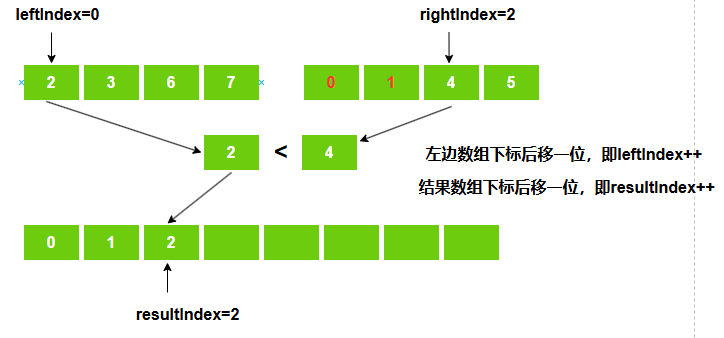 leftIndex=0 rightIndex=2
2 3 6 7 0 1 4 5
2 < 4
左边数组下标后移一位，即leftIndex++
结果数组下标后移一位，即resultIndex++
0 1 2
resultIndex=2